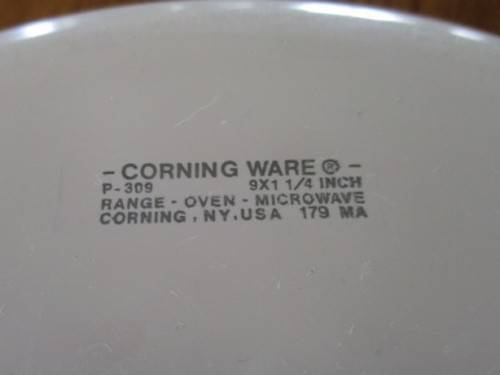 - CORNING WARE ® -
P-309 9X1 1/4 INCH
RANGE - OVEN - MICROWAVE
CORNING , NY, USA 179 MA